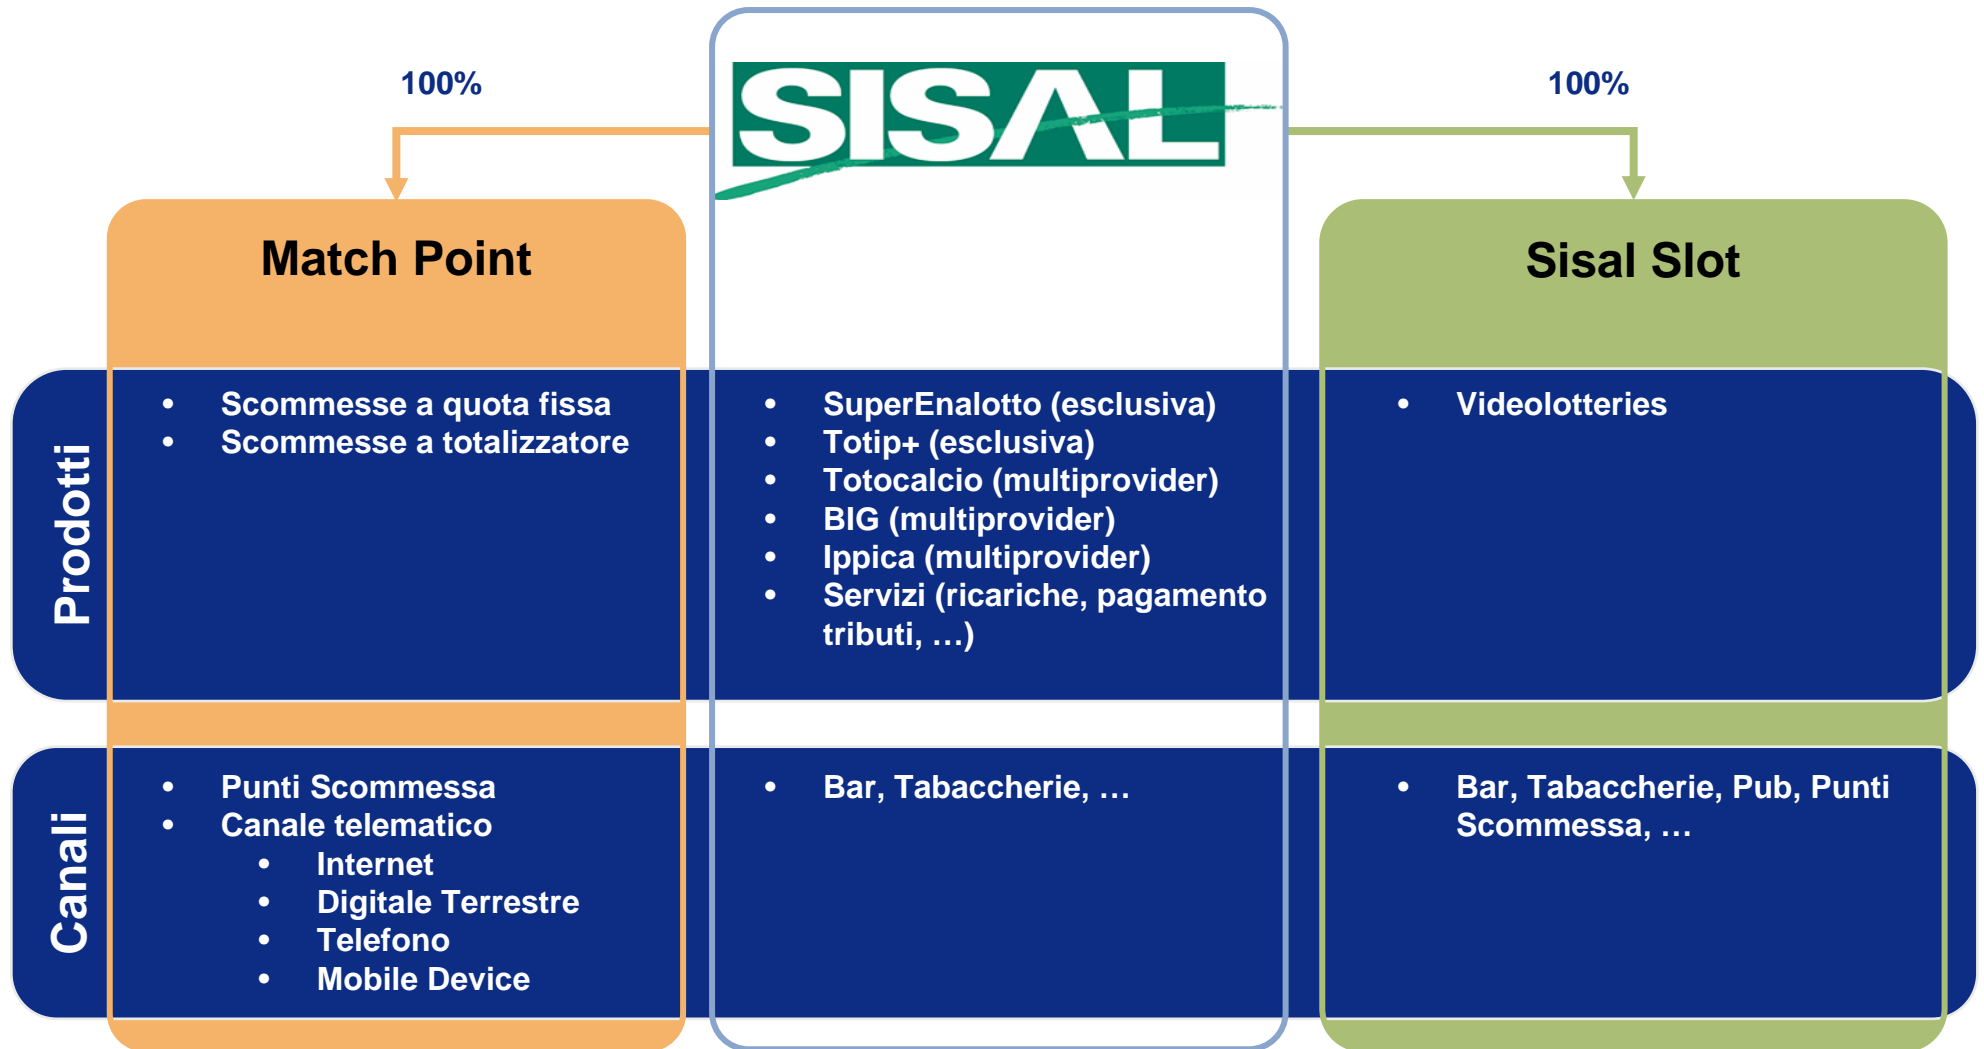 100%
SISAL
100%
Match Point
Sisal Slot
Prodotti
• Scommesse a quota fissa
• Scommesse a totalizzatore
• SuperEnalotto (esclusiva)
• Totip+ (esclusiva)
• Totocalcio (multiprovider)
• BIG (multiprovider)
• Ippica (multiprovider)
• Servizi (ricariche, pagamento
tributi, …)
• Videolotteries
Canali
• Punti Scommessa
• Canale telematico
• Internet
• Digitale Terrestre
• Telefono
• Mobile Device
• Bar, Tabaccherie, …
• Bar, Tabaccherie, Pub, Punti
Scommessa, …